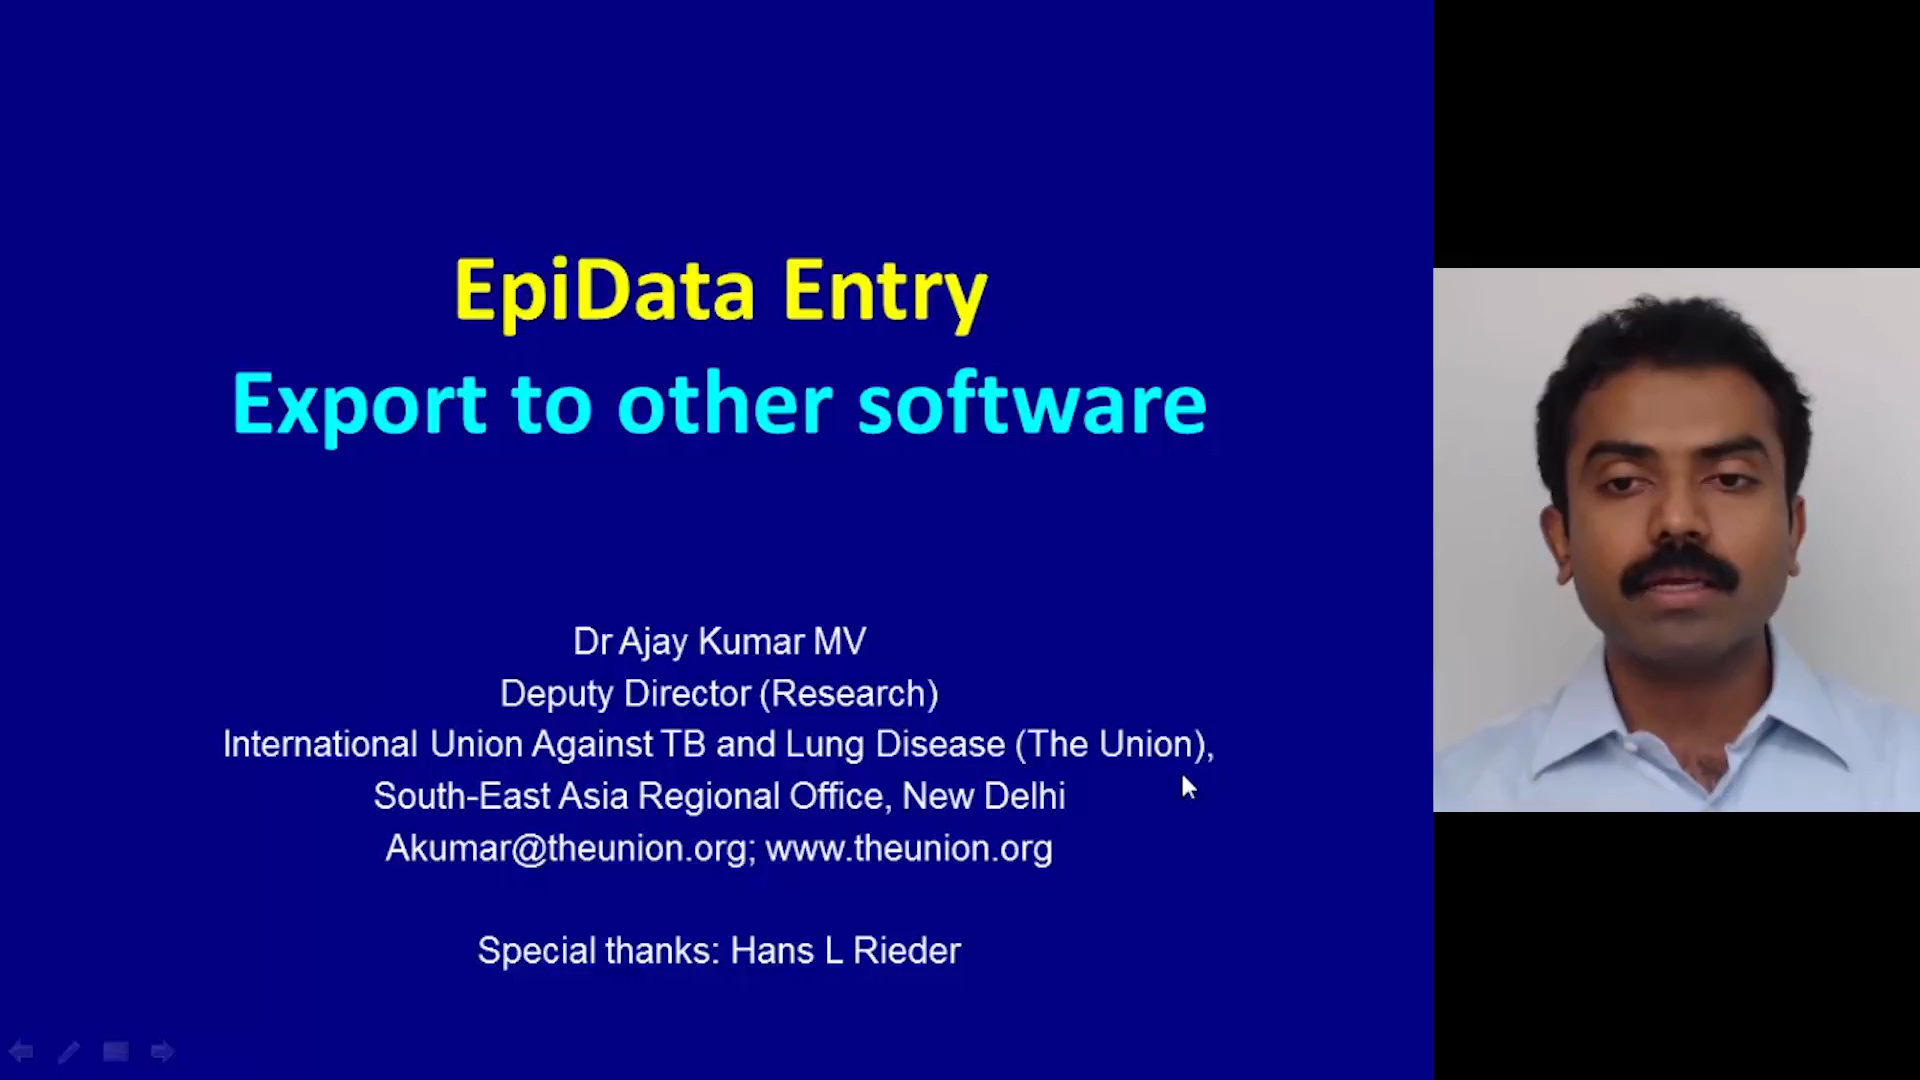 EpiData Entry
Export to other software
Dr Ajay Kumar MV
Deputy Director (Research)
International Union Against TB and Lung Disease (The Union),
South-East Asia Regional Office, New Delhi
Akumar@theunion.org; www.theunion.org
Special thanks: Hans L Rieder